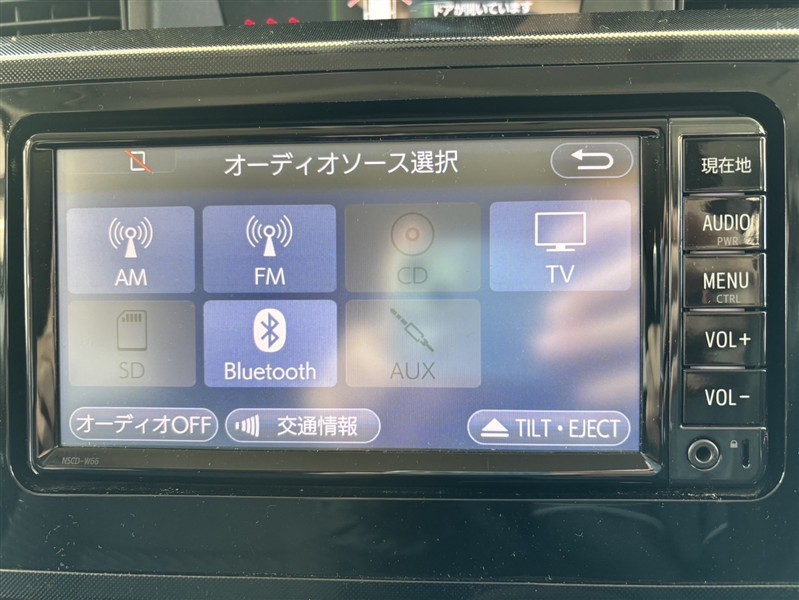 ドアが開いています
オーディオソース選択
現在地
AM
FM
CD
TV
AUDIO
PWR
MENU
CTRL
SD
Bluetooth
AUX
VOL+
VOL-
オーディオOFF
交通情報
TILT・EJECT
NSCD-W66